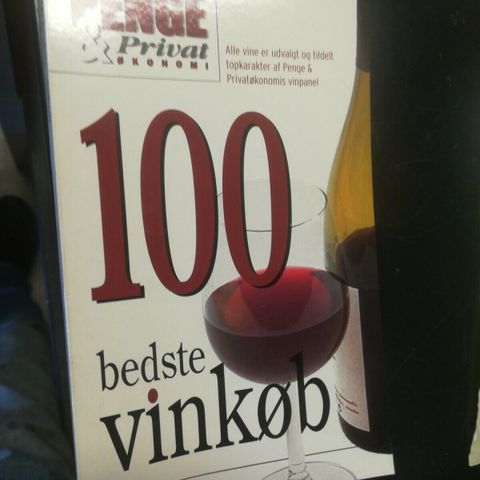 PENGE
& Privat
ØKONOMI
Alle vine er udvalgt og tildelt
topkarakter af Penge &
Privatøkonomis vinpanel
100
bedste
vinkøb